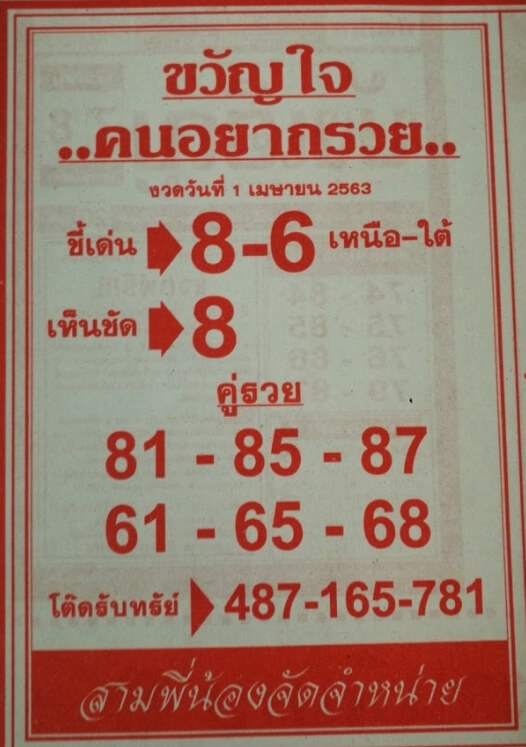 ขวัญใจ
..คนอยากรวย..
งวดวันที่ 1 เมษายน 2563
ชี้เด่น 8-6 เหนือ-ใต้
เห็นชัด 8
คู่รวย
81 - 85 - 87
61 - 65 - 68
โต๊ดรับทรัย์ 487-165-781
สามพี่น้องจัดจำหน่าย